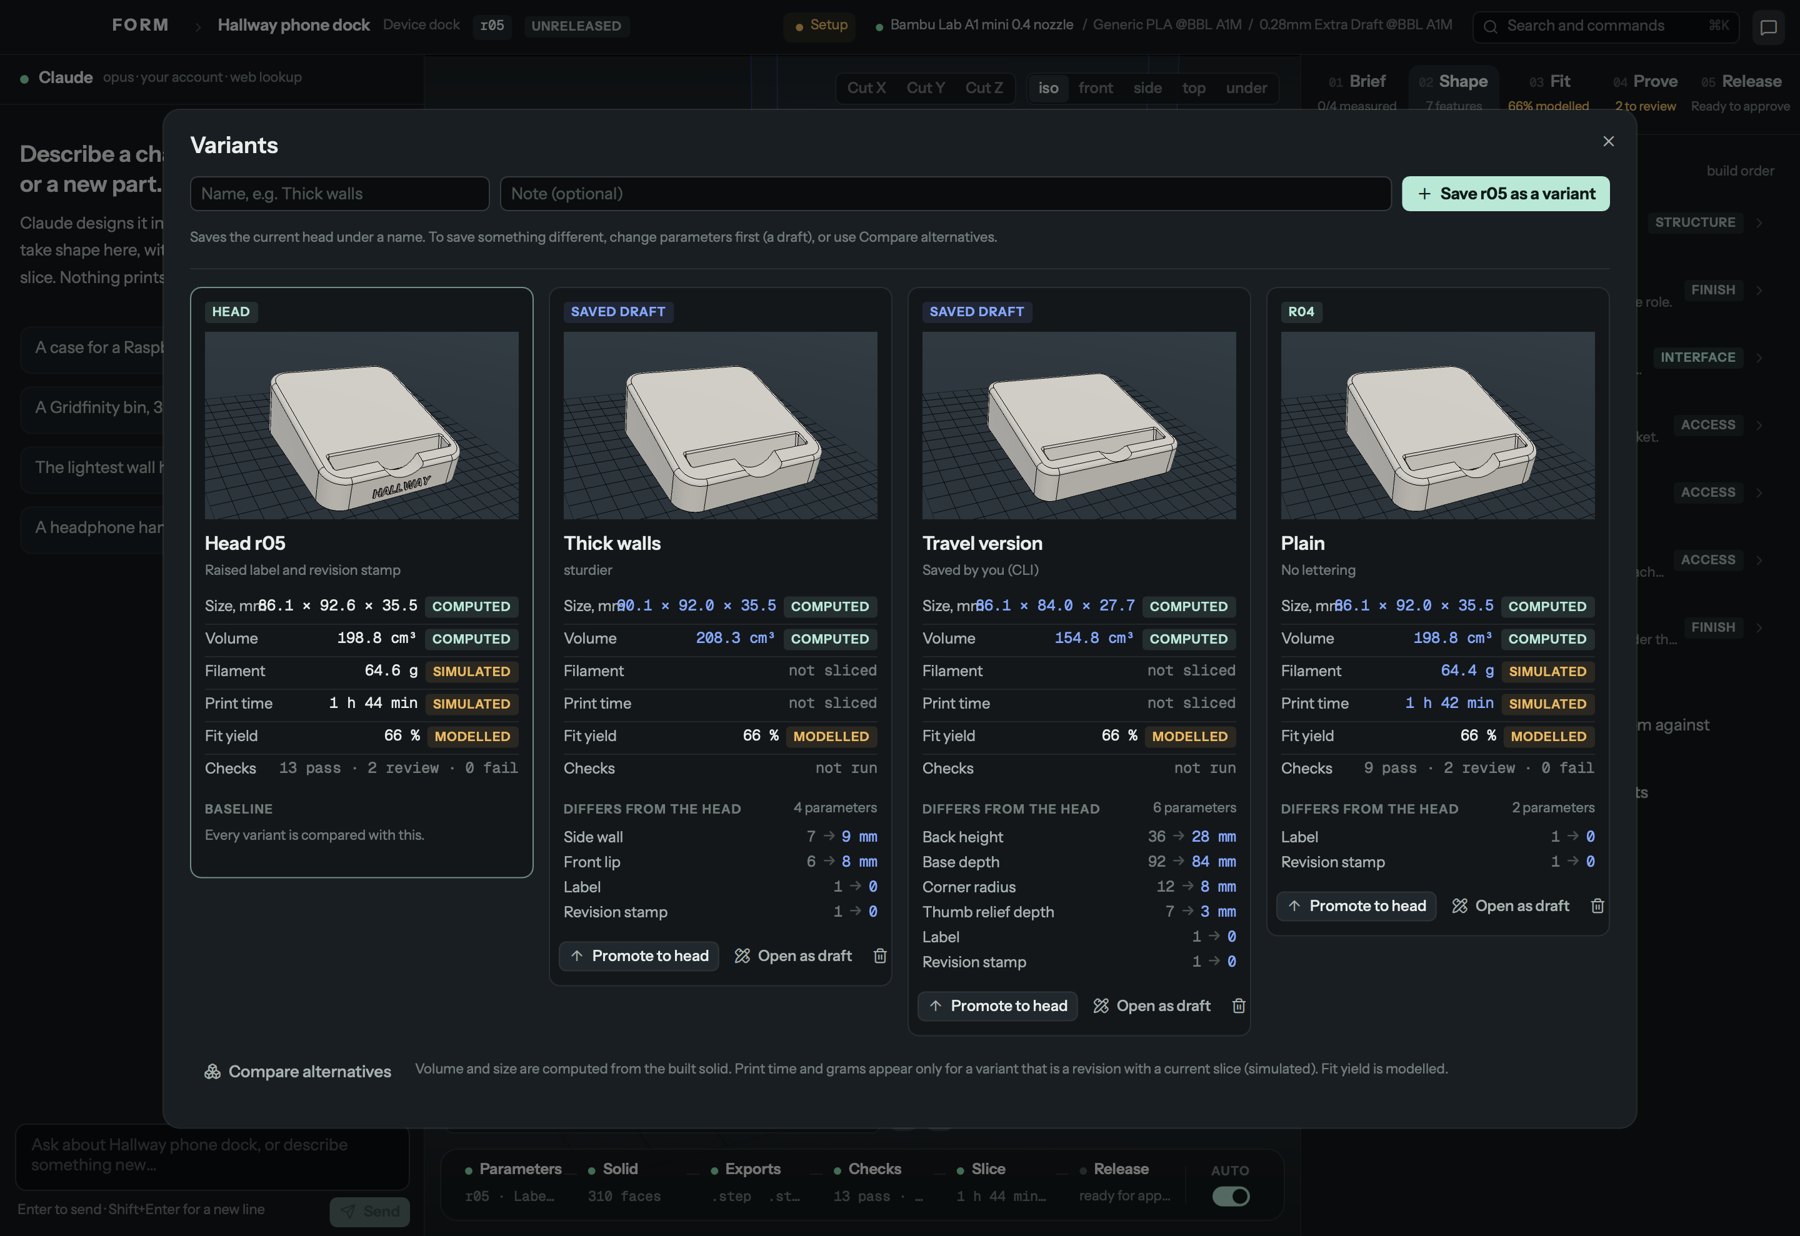 FORM › Hallway phone dock Device dock r05 UNRELEASED Setup Bambu Lab A1 mini 0.4 nozzle / Generic PLA @BBL A1M / 0.28mm Extra Draft @BBL A1M Search and commands ⌘K
Claude opus · your account · web lookup
Cut X Cut Y Cut Z iso front side top under
01 Brief 02 Shape 03 Fit 04 Prove 05 Release
0/4 measured 7 features 66% modelled 2 to review Ready to approve
Describe a cha
or a new part.
Claude designs it in
take shape here, wit
slice. Nothing prints
A case for a Raspb
A Gridfinity bin, 3
The lightest wall h
A headphone han
build order
STRUCTURE
e role. FINISH
INTERFACE
ket. ACCESS
ACCESS
ach... ACCESS
der th... FINISH
m against
ts
Variants
Name, e.g. Thick walls Note (optional) + Save r05 as a variant
Saves the current head under a name. To save something different, change parameters first (a draft), or use Compare alternatives.
HEAD
HALLWAY
Head r05
Raised label and revision stamp
Size, mm 86.1 × 92.6 × 35.5 COMPUTED
Volume 198.8 cm³ COMPUTED
Filament 64.6 g SIMULATED
Print time 1 h 44 min SIMULATED
Fit yield 66 % MODELLED
Checks 13 pass · 2 review · 0 fail
BASELINE
Every variant is compared with this.
SAVED DRAFT
Thick walls
sturdier
Size, mm 90.1 × 92.0 × 35.5 COMPUTED
Volume 208.3 cm³ COMPUTED
Filament not sliced
Print time not sliced
Fit yield 66 % MODELLED
Checks not run
DIFFERS FROM THE HEAD 4 parameters
Side wall 7 → 9 mm
Front lip 6 → 8 mm
Label 1 → 0
Revision stamp 1 → 0
Promote to head Open as draft
SAVED DRAFT
Travel version
Saved by you (CLI)
Size, mm 86.1 × 84.0 × 27.7 COMPUTED
Volume 154.8 cm³ COMPUTED
Filament not sliced
Print time not sliced
Fit yield 66 % MODELLED
Checks not run
DIFFERS FROM THE HEAD 6 parameters
Back height 36 → 28 mm
Base depth 92 → 84 mm
Corner radius 12 → 8 mm
Thumb relief depth 7 → 3 mm
Label 1 → 0
Revision stamp 1 → 0
Promote to head Open as draft
R04
Plain
No lettering
Size, mm 86.1 × 92.0 × 35.5 COMPUTED
Volume 198.8 cm³ COMPUTED
Filament 64.4 g SIMULATED
Print time 1 h 42 min SIMULATED
Fit yield 66 % MODELLED
Checks 9 pass · 2 review · 0 fail
DIFFERS FROM THE HEAD 2 parameters
Label 1 → 0
Revision stamp 1 → 0
Promote to head Open as draft
Compare alternatives Volume and size are computed from the built solid. Print time and grams appear only for a variant that is a revision with a current slice (simulated). Fit yield is modelled.
Ask about Hallway phone dock, or describe
something new...
Enter to send · Shift+Enter for a new line Send
Parameters Solid Exports Checks Slice Release AUTO
r05 · Labe... 310 faces .step .st... 13 pass · ... 1 h 44 min... ready for app...